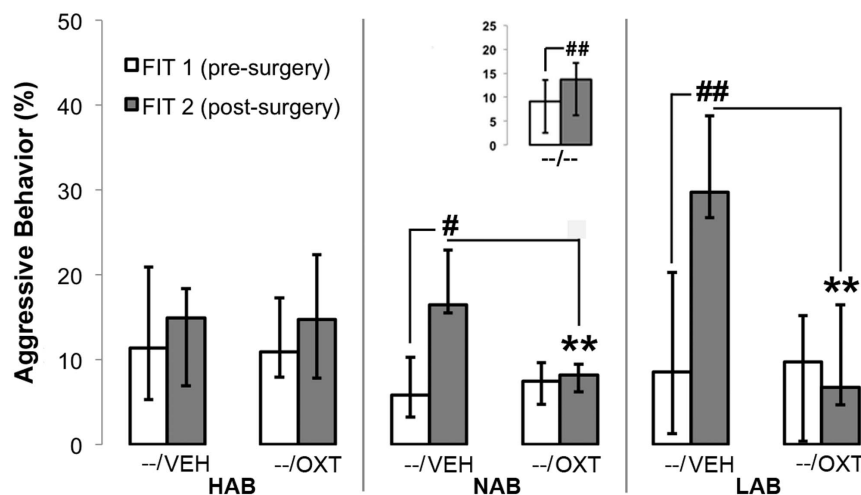 Aggressive Behavior (%)
50
40
30
20
10
0
FIT 1 (pre-surgery)
FIT 2 (post-surgery)
25
20
15
10
5
0
##
--/--
#
**
##
**
--/VEH
--/OXT
--/VEH
--/OXT
--/VEH
--/OXT
HAB
NAB
LAB